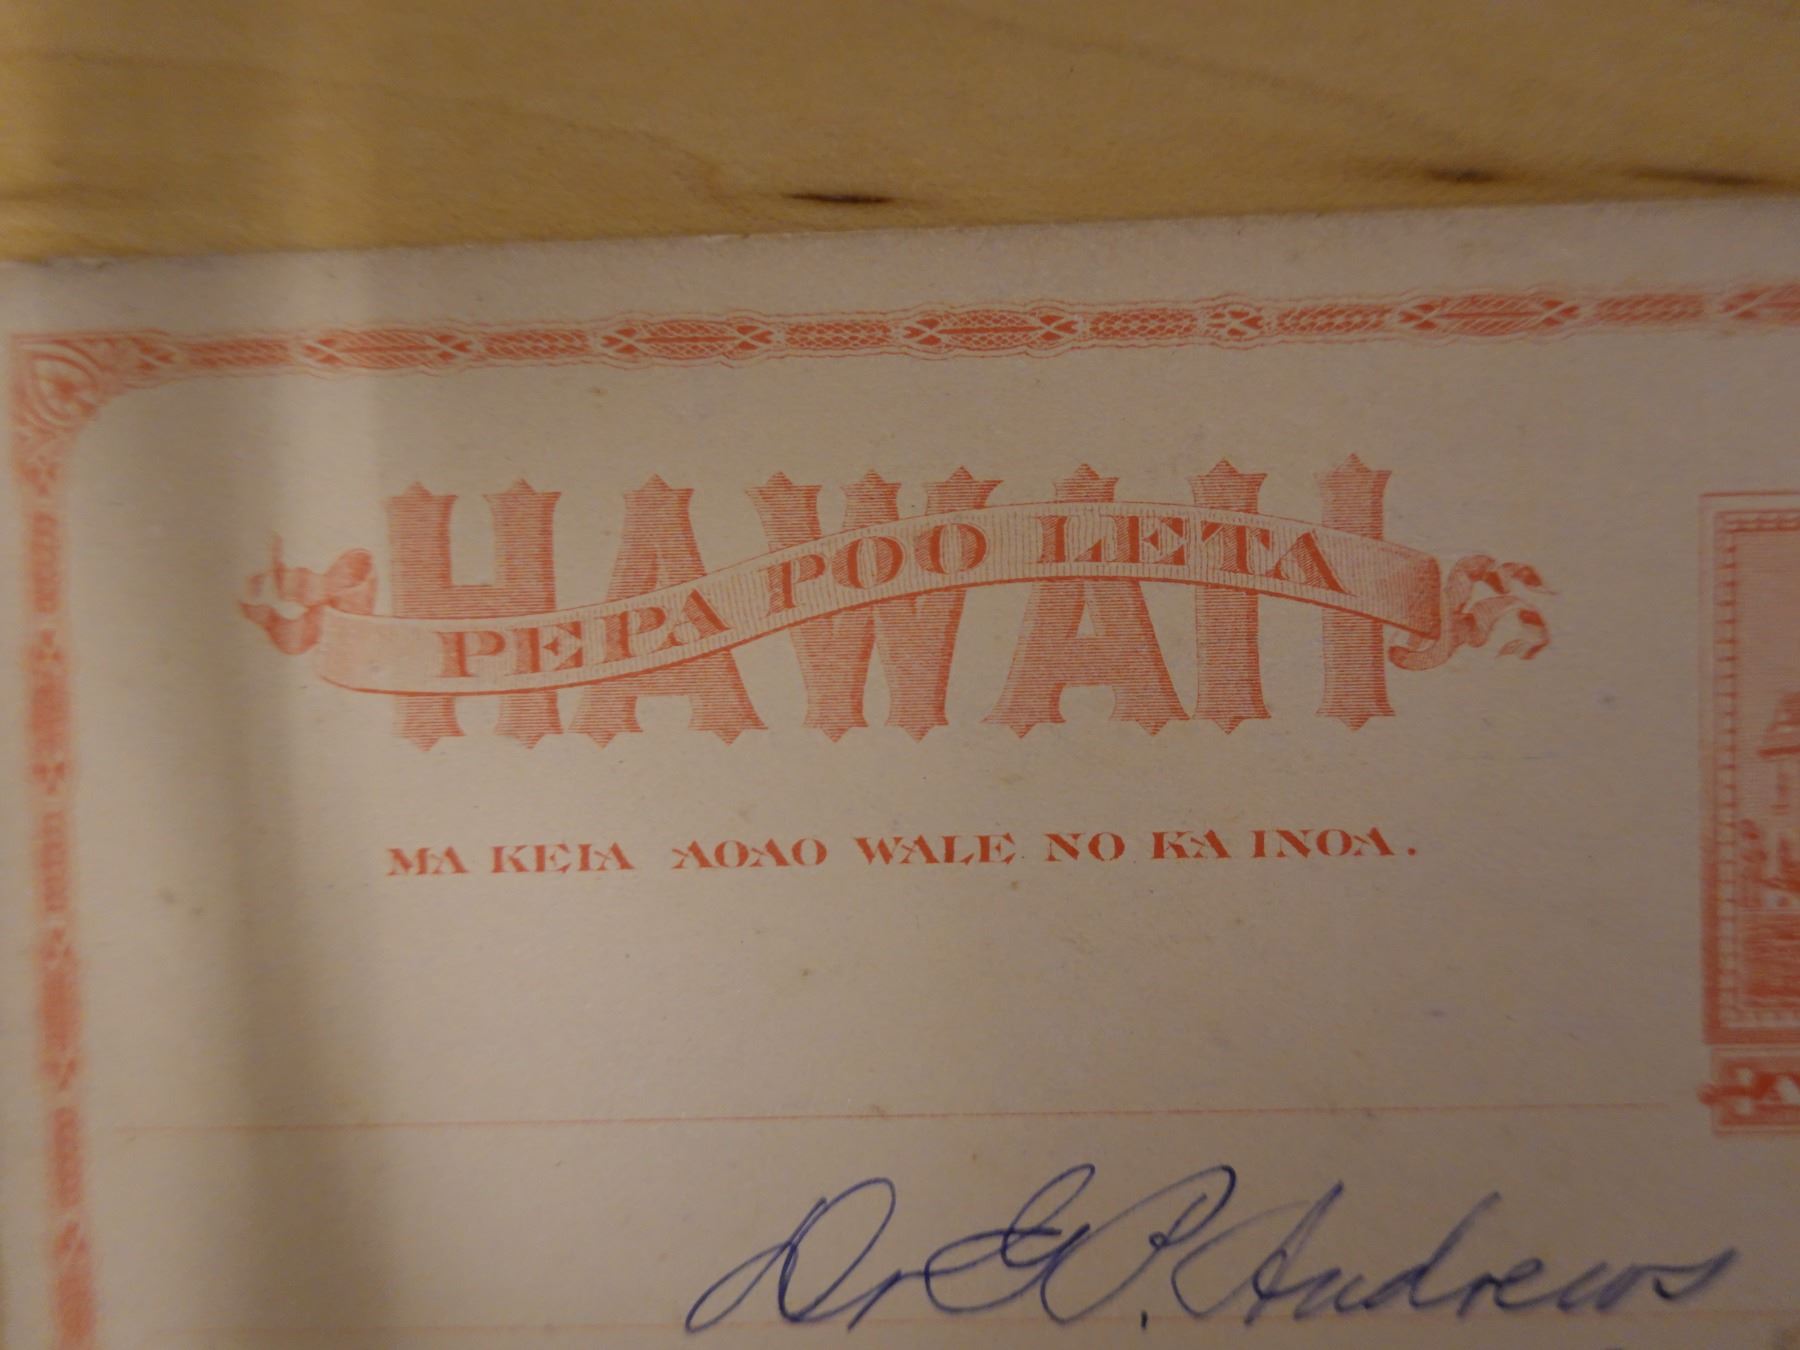 HAWAII
PEPA POO LETA
MA KEIA AOAO WALE NO KA INOA.
Dr G P. Andrews